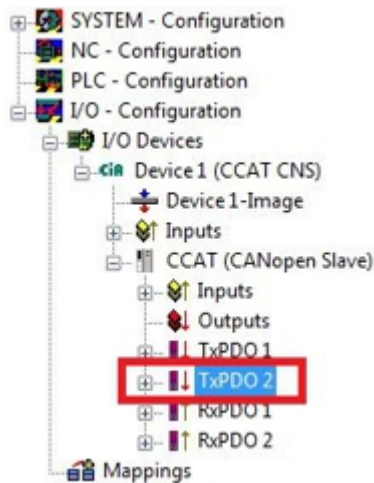 SYSTEM - Configuration
NC - Configuration
PLC - Configuration
I/O - Configuration
I/O Devices
CiA Device 1 (CCAT CNS)
Device 1-Image
Inputs
CCAT (CANopen Slave)
Inputs
Outputs
TxPDO 1
TxPDO 2
RxPDO 1
RxPDO 2
Mappings